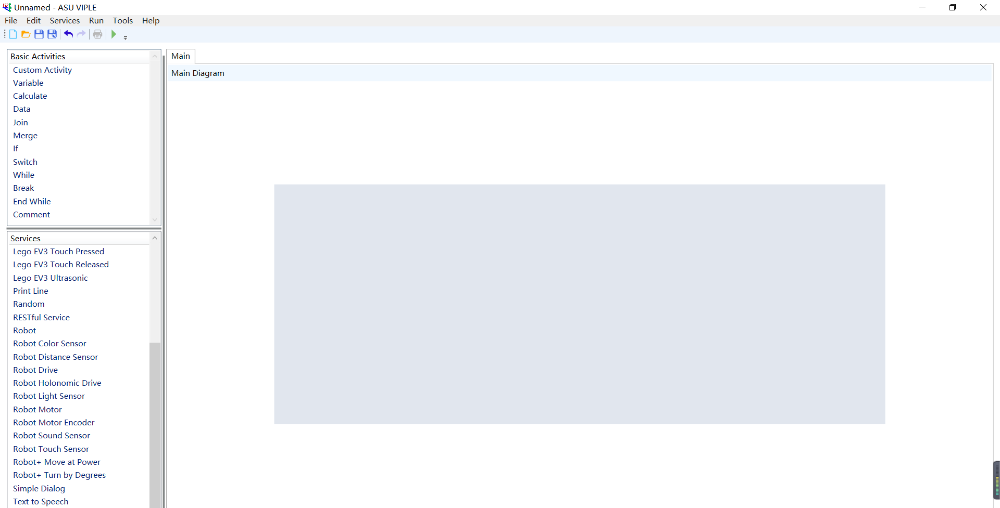 Unnamed - ASU VIPLE
File Edit Services Run Tools Help
Basic Activities
Custom Activity
Variable
Calculate
Data
Join
Merge
If
Switch
While
Break
End While
Comment
Services
Lego EV3 Touch Pressed
Lego EV3 Touch Released
Lego EV3 Ultrasonic
Print Line
Random
RESTful Service
Robot
Robot Color Sensor
Robot Distance Sensor
Robot Drive
Robot Holonomic Drive
Robot Light Sensor
Robot Motor
Robot Motor Encoder
Robot Sound Sensor
Robot Touch Sensor
Robot+ Move at Power
Robot+ Turn by Degrees
Simple Dialog
Text to Speech
Main
Main Diagram